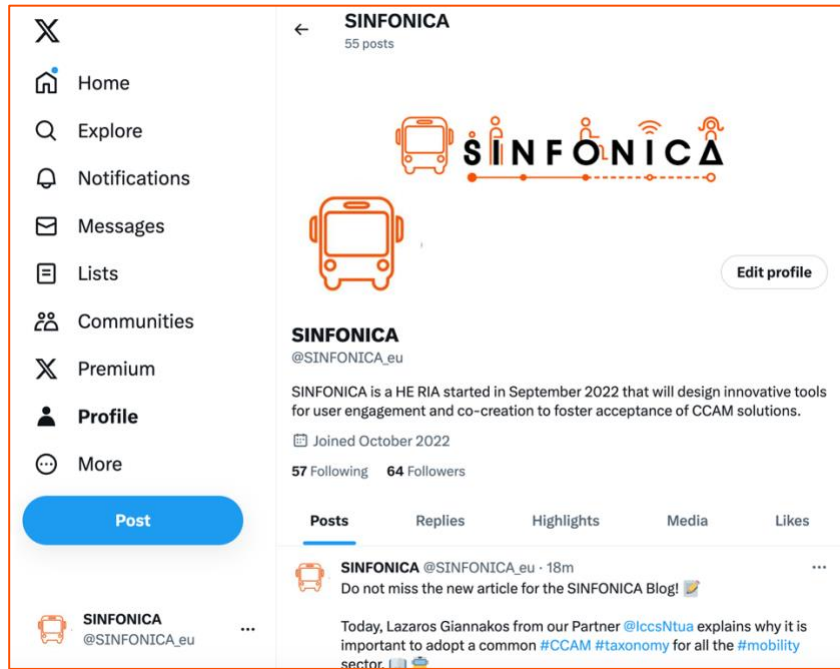 Home
Explore
Notifications
Messages
Lists
Communities
Premium
Profile
More
Post
SINFONICA
@SINFONICA_eu
SINFONICA
55 posts
SINFONICA
Edit profile
SINFONICA
@SINFONICA_eu
SINFONICA is a HE RIA started in September 2022 that will design innovative tools
for user engagement and co-creation to foster acceptance of CCAM solutions.
Joined October 2022
57 Following 64 Followers
Posts Replies Highlights Media Likes
SINFONICA @SINFONICA_eu · 18m
Do not miss the new article for the SINFONICA Blog! 📝
Today, Lazaros Giannakos from our Partner @IccsNtua explains why it is
important to adopt a common #CCAM #taxonomy for all the #mobility
sector.